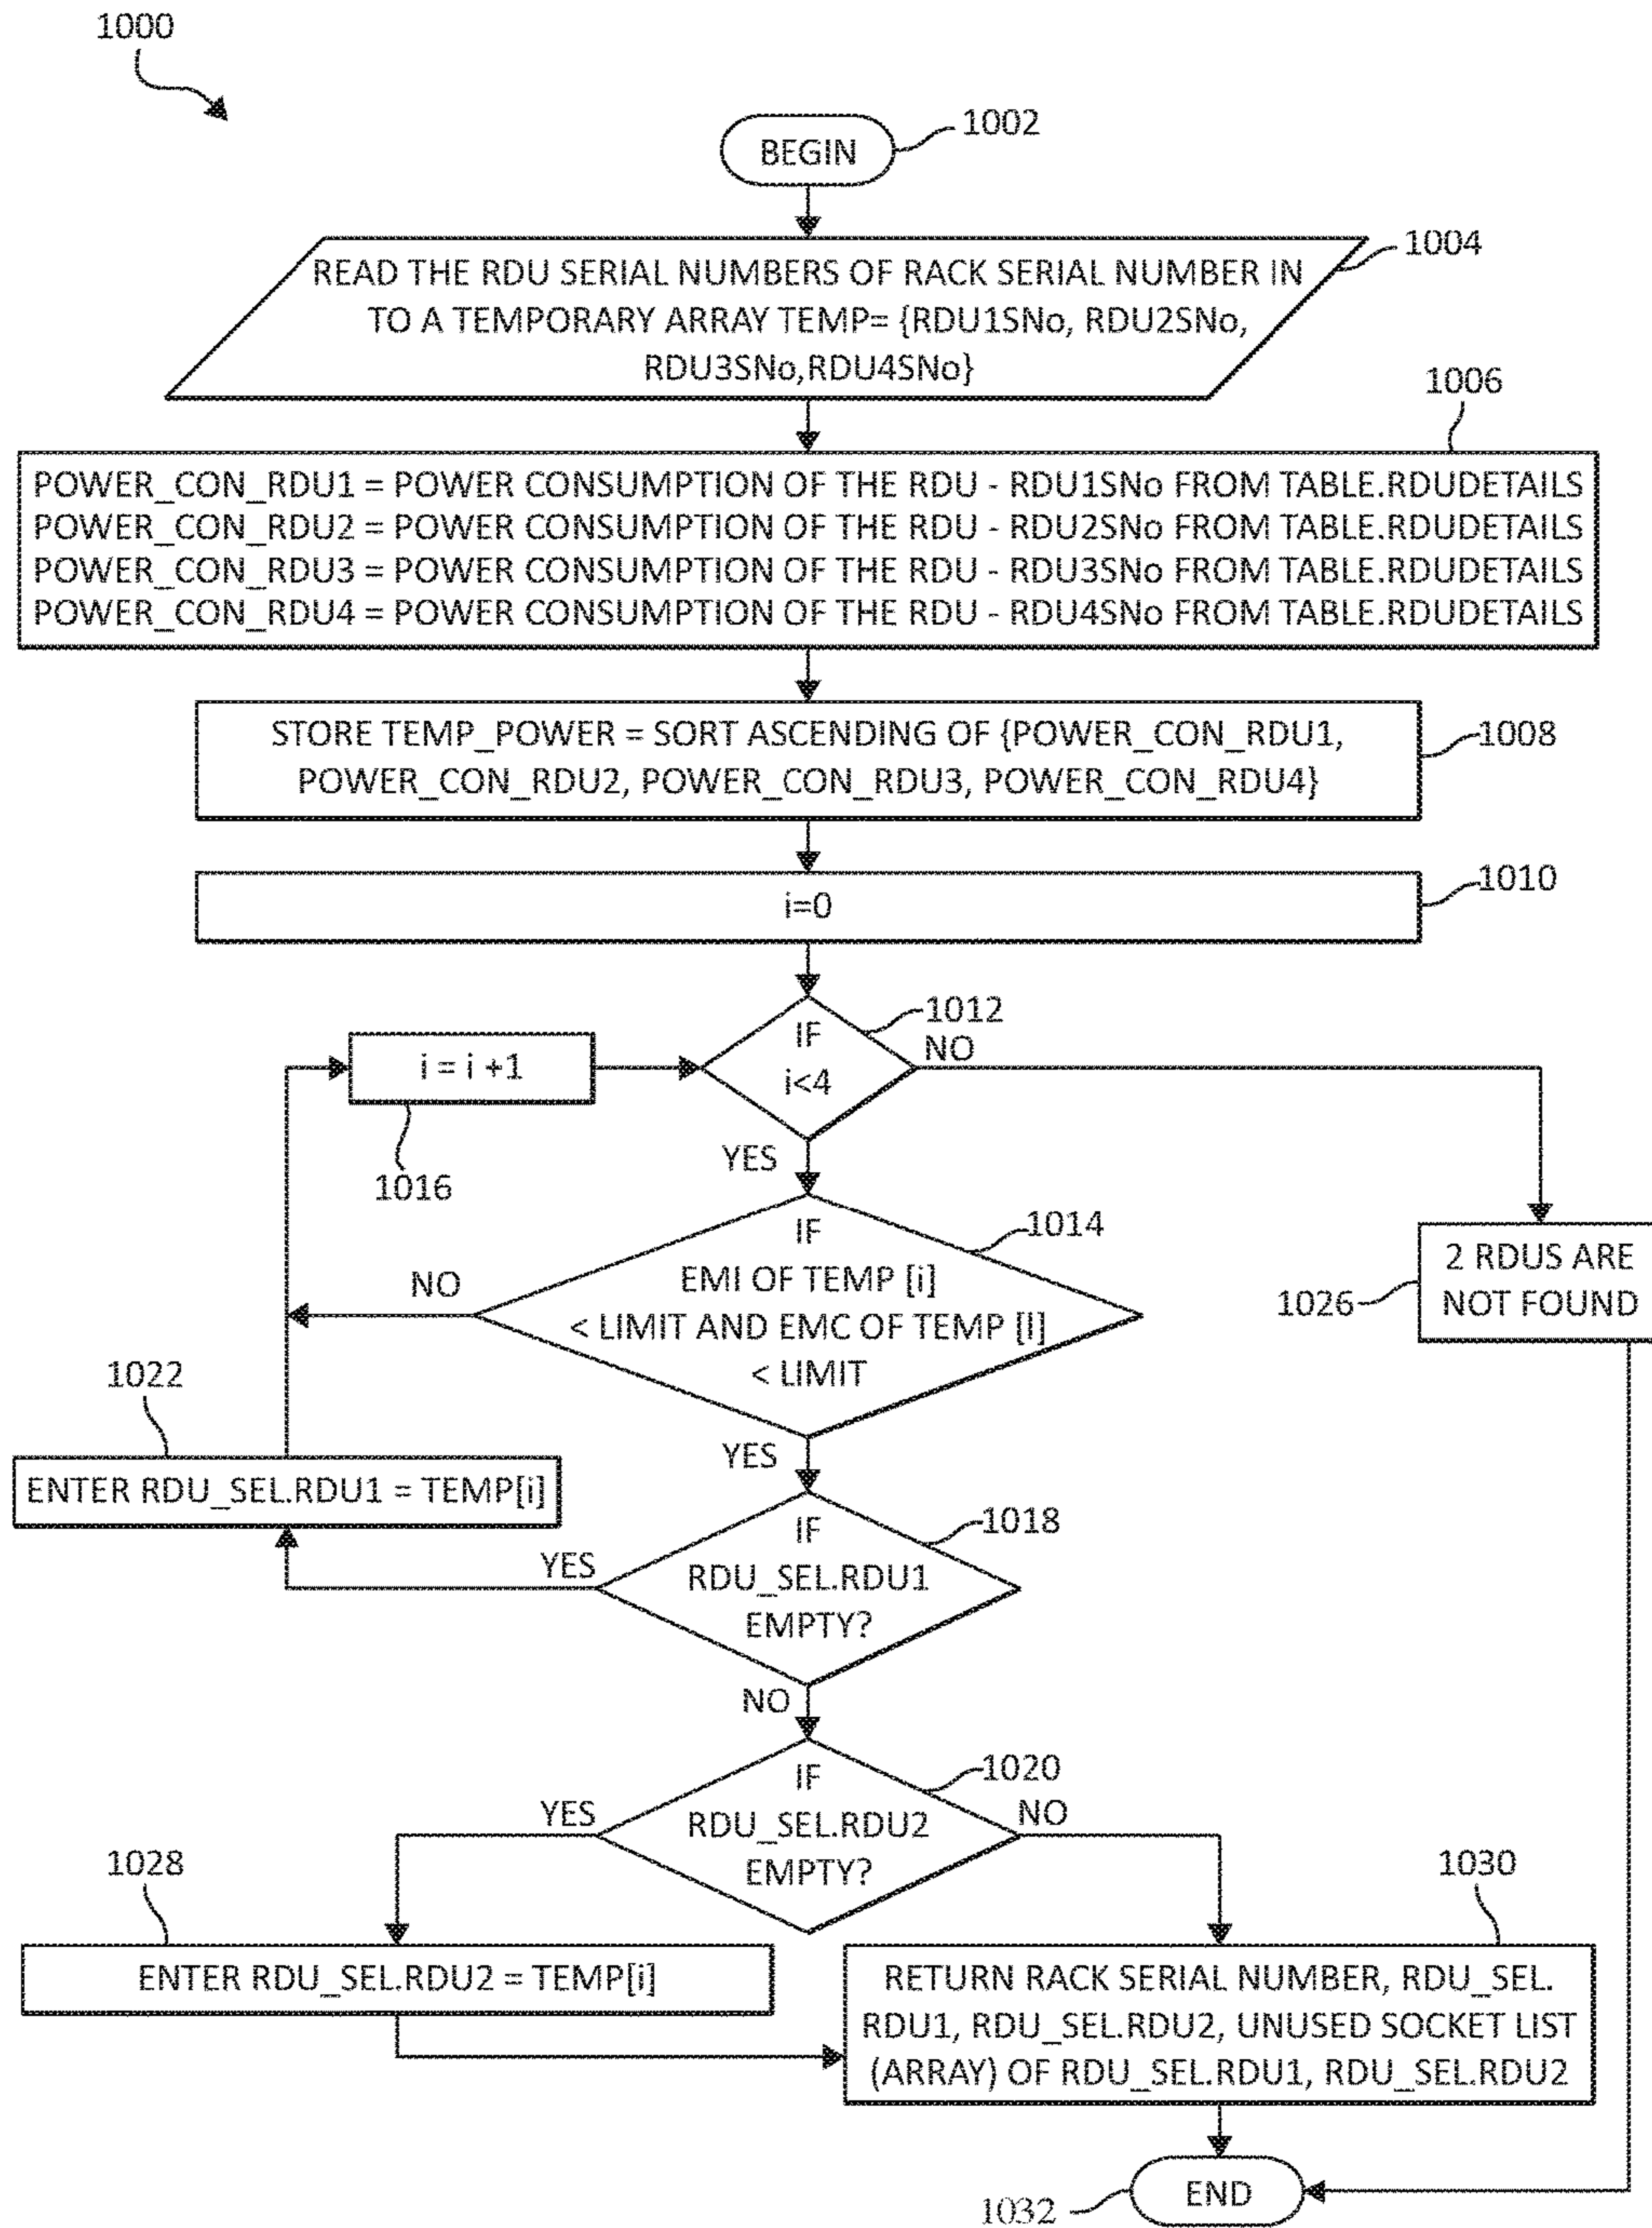 1000
BEGIN
1002
READ THE RDU SERIAL NUMBERS OF RACK SERIAL NUMBER IN
TO A TEMPORARY ARRAY TEMP= {RDU1SNo, RDU2SNo,
RDU3SNo,RDU4SNo}
1004
1006
POWER_CON_RDU1 = POWER CONSUMPTION OF THE RDU - RDU1SNo FROM TABLE.RDUDETAILS
POWER_CON_RDU2 = POWER CONSUMPTION OF THE RDU - RDU2SNo FROM TABLE.RDUDETAILS
POWER_CON_RDU3 = POWER CONSUMPTION OF THE RDU - RDU3SNo FROM TABLE.RDUDETAILS
POWER_CON_RDU4 = POWER CONSUMPTION OF THE RDU - RDU4SNo FROM TABLE.RDUDETAILS
STORE TEMP_POWER = SORT ASCENDING OF {POWER_CON_RDU1,
POWER_CON_RDU2, POWER_CON_RDU3, POWER_CON_RDU4}
1008
i=0
1010
IF
i<4
1012
NO
YES
i = i +1
1016
IF
EMI OF TEMP [i]
< LIMIT AND EMC OF TEMP [I]
< LIMIT
1014
NO
YES
2 RDUS ARE
NOT FOUND
1026
1022
ENTER RDU_SEL.RDU1 = TEMP[i]
IF
RDU_SEL.RDU1
EMPTY?
1018
YES
NO
IF
RDU_SEL.RDU2
EMPTY?
1020
YES
NO
1028
ENTER RDU_SEL.RDU2 = TEMP[i]
1030
RETURN RACK SERIAL NUMBER, RDU_SEL.
RDU1, RDU_SEL.RDU2, UNUSED SOCKET LIST
(ARRAY) OF RDU_SEL.RDU1, RDU_SEL.RDU2
END
1032